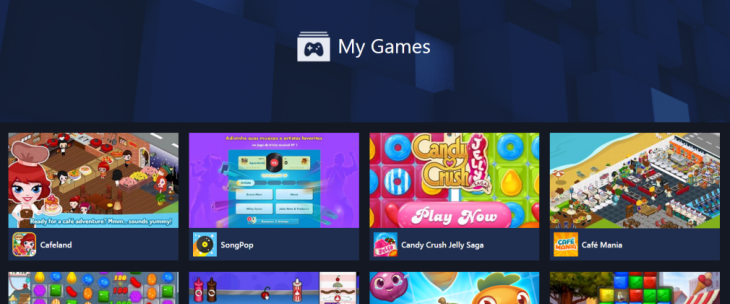 My Games
Adivinhe suas músicas e artistas favoritos
Candy
Crush
Jelly
Play Now
Ready for a cafe adventure? Mmm...sounds yummy!
Cafeland
SongPop
Candy Crush Jelly Saga
CAFÉ
MANIA
Café Mania